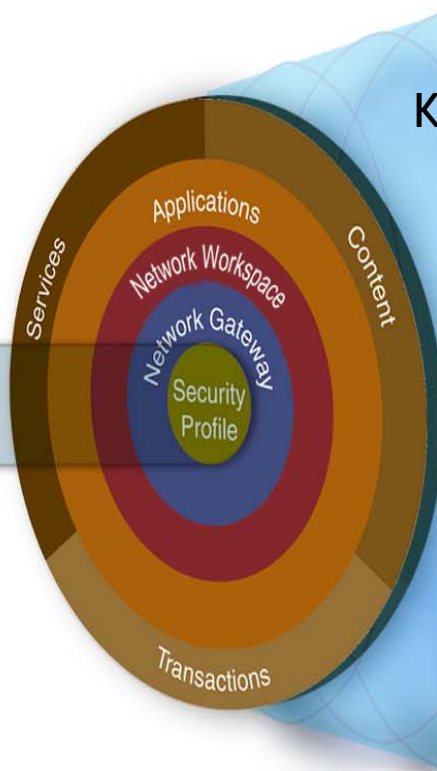 K
Services
Applications
Content
Network Workspace
Network Gateway
Security
Profile
Transactions